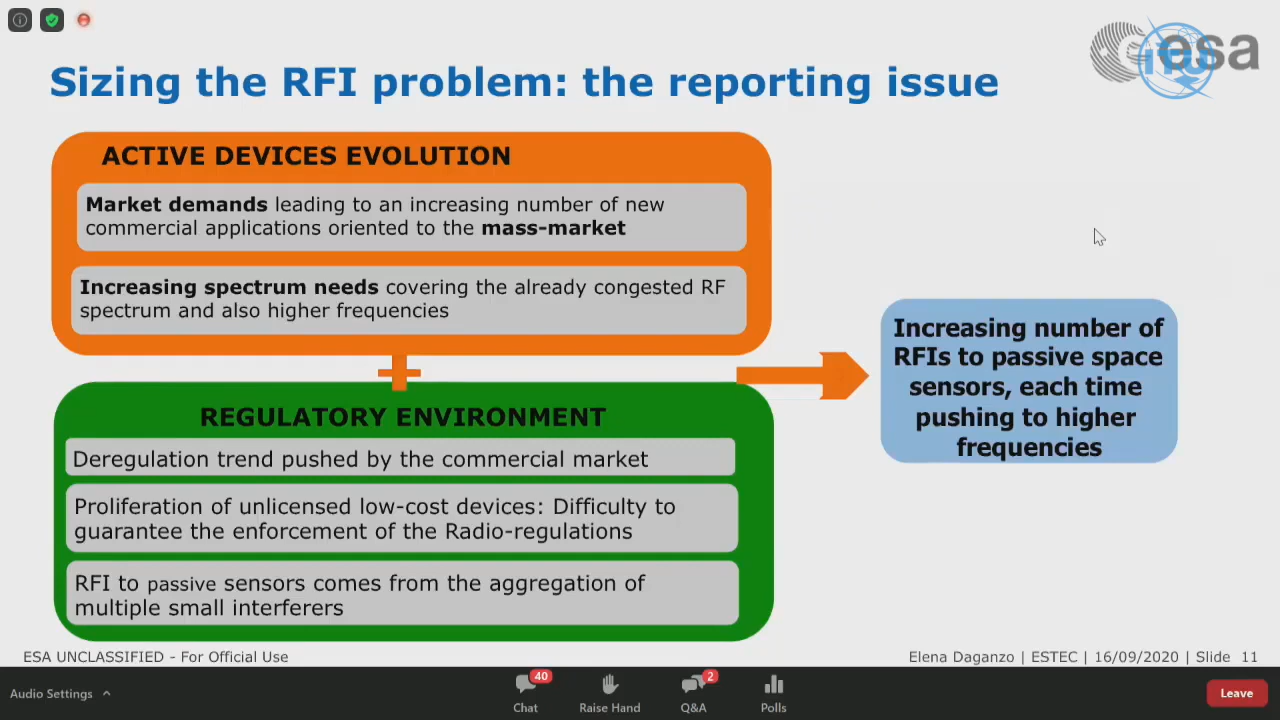 esa
itu
Sizing the RFI problem: the reporting issue
ACTIVE DEVICES EVOLUTION
Market demands leading to an increasing number of new
commercial applications oriented to the mass-market
Increasing spectrum needs covering the already congested RF
spectrum and also higher frequencies
Increasing number of
RFIs to passive space
sensors, each time
pushing to higher
frequencies
REGULATORY ENVIRONMENT
Deregulation trend pushed by the commercial market
Proliferation of unlicensed low-cost devices: Difficulty to
guarantee the enforcement of the Radio-regulations
RFI to passive sensors comes from the aggregation of
multiple small interferers
ESA UNCLASSIFIED - For Official Use
Elena Daganzo | ESTEC | 16/09/2020 | Slide 11
Audio Settings
40
Chat
Raise Hand
2
Q&A
Polls
Leave